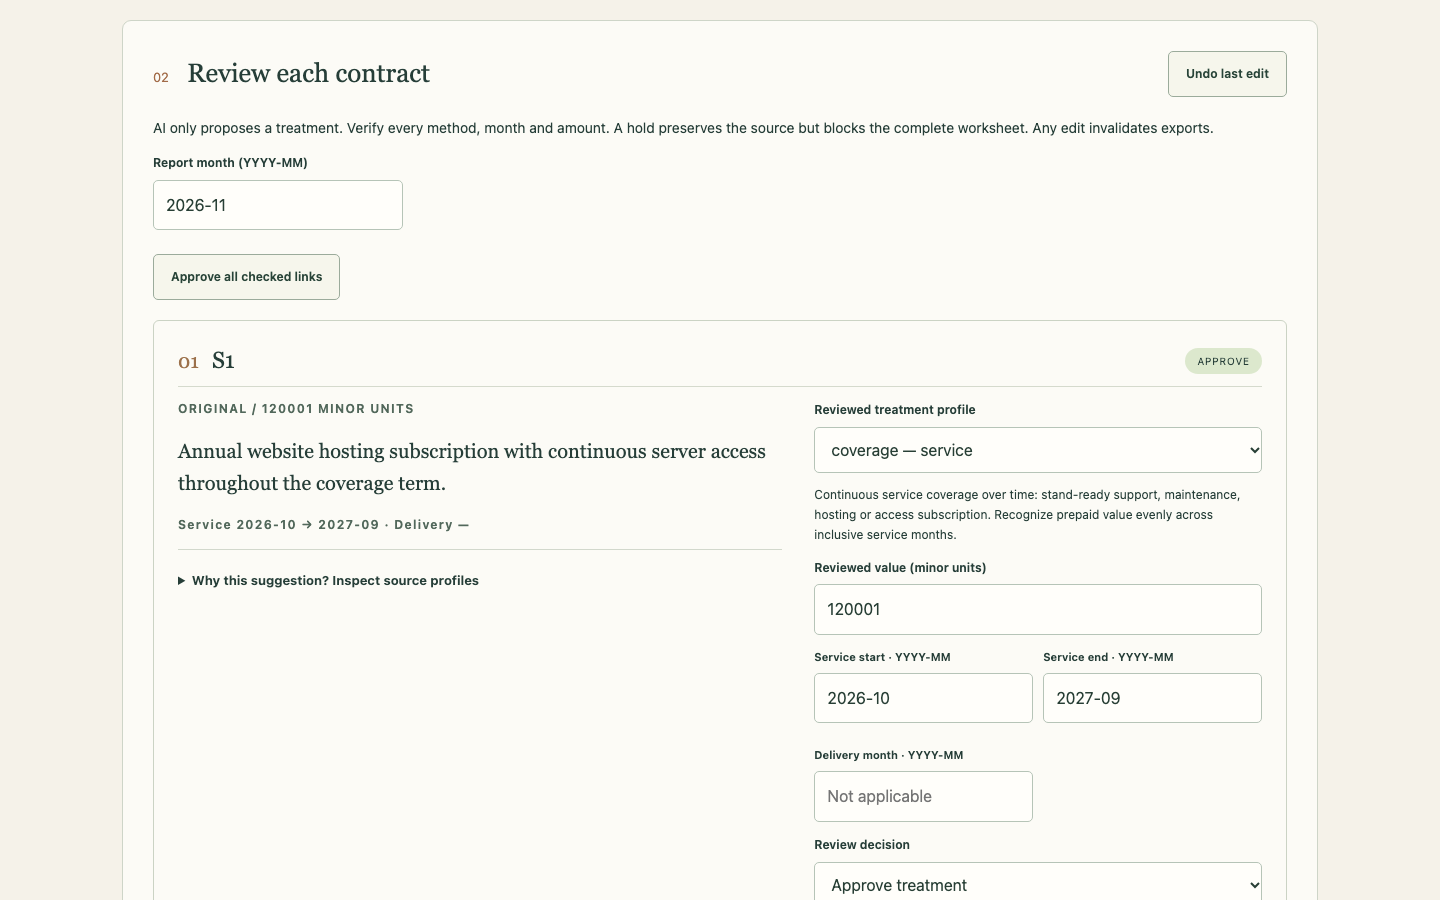 02 Review each contract
Undo last edit
AI only proposes a treatment. Verify every method, month and amount. A hold preserves the source but blocks the complete worksheet. Any edit invalidates exports.
Report month (YYYY-MM)
2026-11
Approve all checked links
01 S1
APPROVE
ORIGINAL / 120001 MINOR UNITS
Annual website hosting subscription with continuous server access
throughout the coverage term.
Service 2026-10 → 2027-09 · Delivery —
▶ Why this suggestion? Inspect source profiles
Reviewed treatment profile
coverage — service
Continuous service coverage over time: stand-ready support, maintenance,
hosting or access subscription. Recognize prepaid value evenly across
inclusive service months.
Reviewed value (minor units)
120001
Service start · YYYY-MM
Service end · YYYY-MM
2026-10
2027-09
Delivery month · YYYY-MM
Not applicable
Review decision
Approve treatment